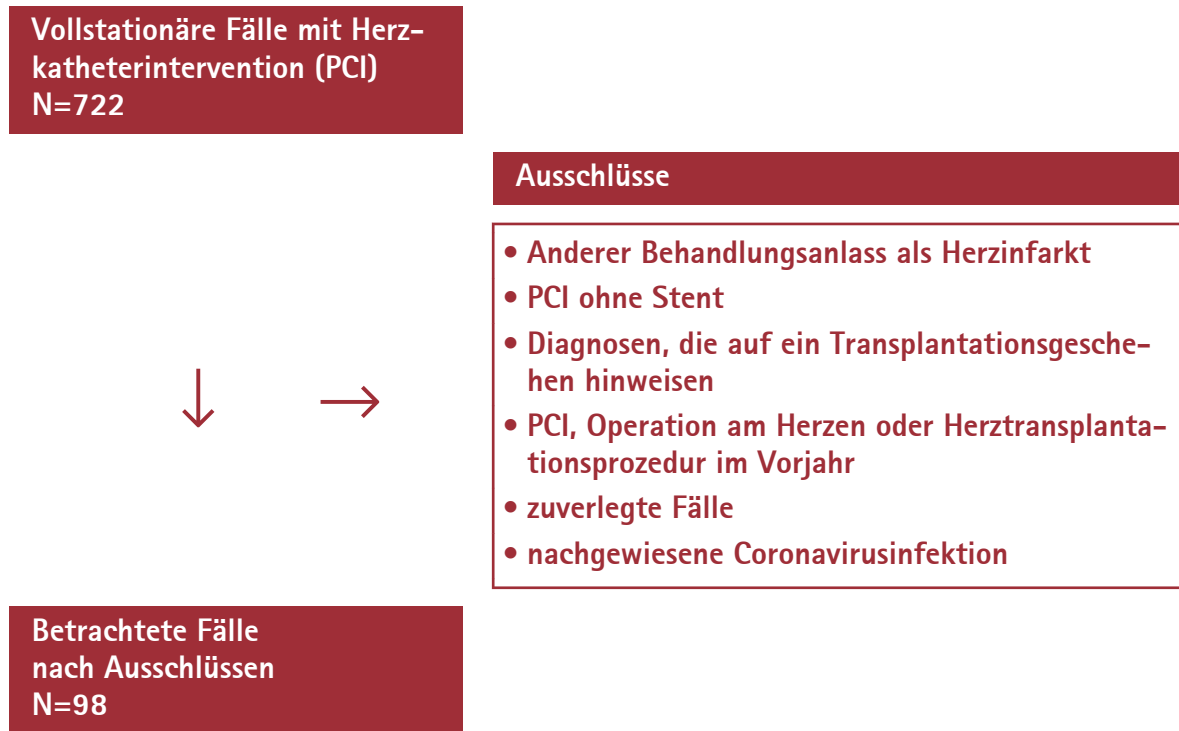 Vollstationäre Fälle mit Herz-
katheterintervention (PCI)
N=722
Ausschlüsse
• Anderer Behandlungsanlass als Herzinfarkt
• PCI ohne Stent
• Diagnosen, die auf ein Transplantationsgesche-
hen hinweisen
• PCI, Operation am Herzen oder Herztransplanta-
tionsprozedur im Vorjahr
• zuverlegte Fälle
• nachgewiesene Coronavirusinfektion
Betrachtete Fälle
nach Ausschlüssen
N=98